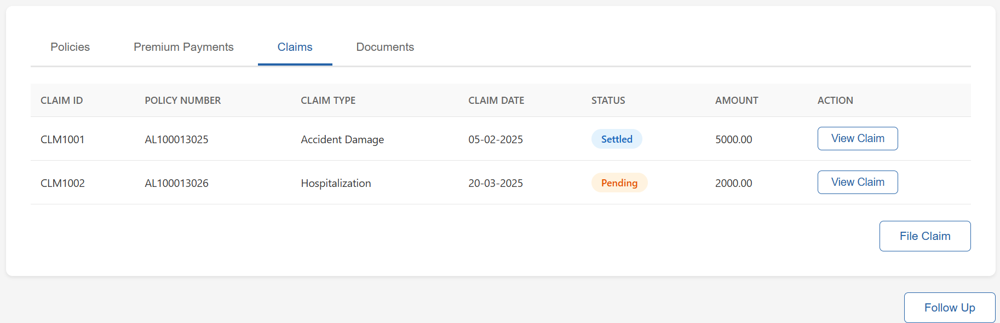 Policies Premium Payments Claims Documents
CLAIM ID POLICY NUMBER CLAIM TYPE CLAIM DATE STATUS AMOUNT ACTION
CLM1001 AL100013025 Accident Damage 05-02-2025 Settled 5000.00 View Claim
CLM1002 AL100013026 Hospitalization 20-03-2025 Pending 2000.00 View Claim
File Claim
Follow Up